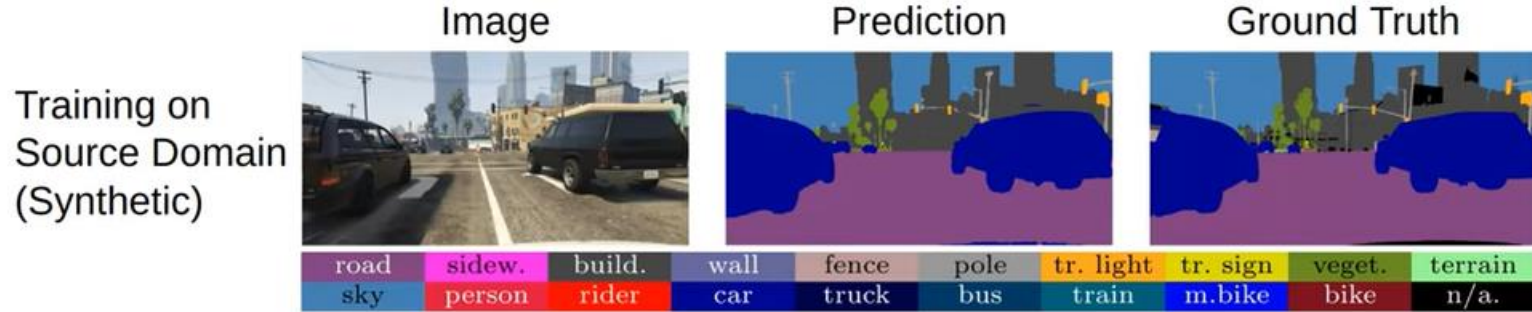 Image Prediction Ground Truth
Training on
Source Domain
(Synthetic)
road sidew. build. wall fence pole tr. light tr. sign veget. terrain
sky person rider car truck bus train m.bike bike n/a.